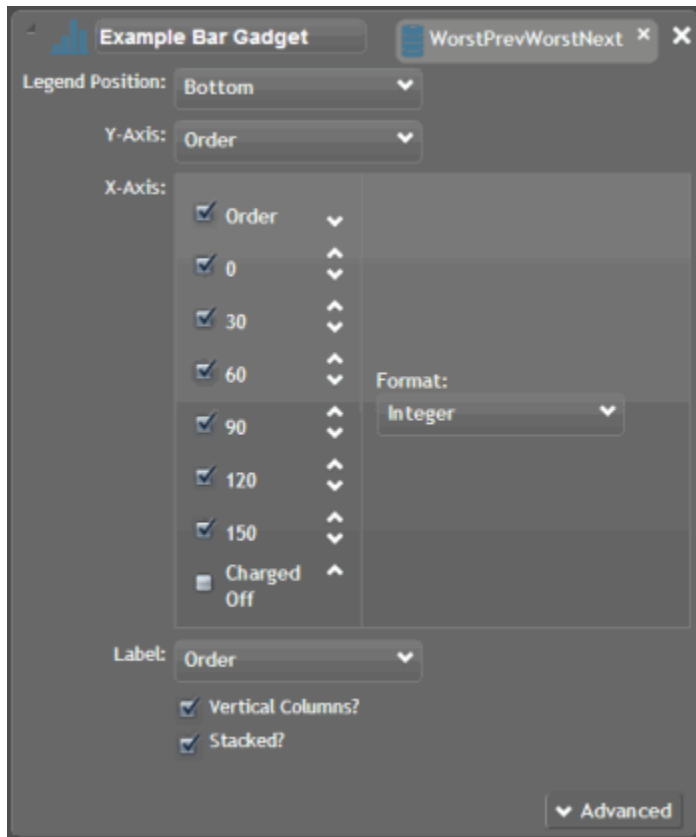 Example Bar Gadget
WorstPrevWorstNext
Legend Position: Bottom
Y-Axis: Order
X-Axis:
Order
0
30
60
Format:
90
Integer
120
150
Charged
Off
Label: Order
Vertical Columns?
Stacked?
Advanced